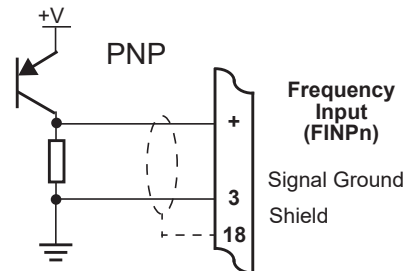 +V
PNP
Frequency
Input
(FINPn)
+
Signal Ground
3
Shield
18